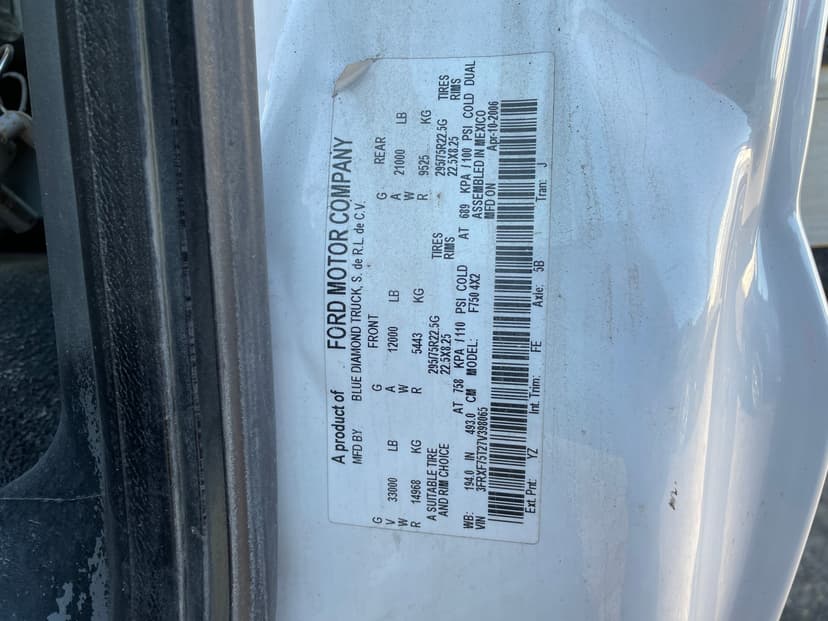 A product of FORD MOTOR COMPANY
MFD BY BLUE DIAMOND TRUCK, S. de R.L. de C.V.
G FRONT G REAR
V 33000 LB A 12000 LB A 21000 LB
W W W
R 14968 KG R 5443 KG R 9525 KG
A SUITABLE TIRE 295/75R22.5G TIRES 295/75R22.5G TIRES
AND RIM CHOICE 22.5X8.25 RIMS 22.5X8.25 RIMS
AT 758 KPA / 110 PSI COLD AT 689 KPA / 100 PSI COLD DUAL
WB: 194.0 IN 493.0 CM MODEL: F750 4X2 ASSEMBLED IN MEXICO
VIN 3FRXF75T27V398065 MFD ON Apr-10-2006
Ext Pnt: YZ Int. Trim: FE Axle: 5B Tran: J